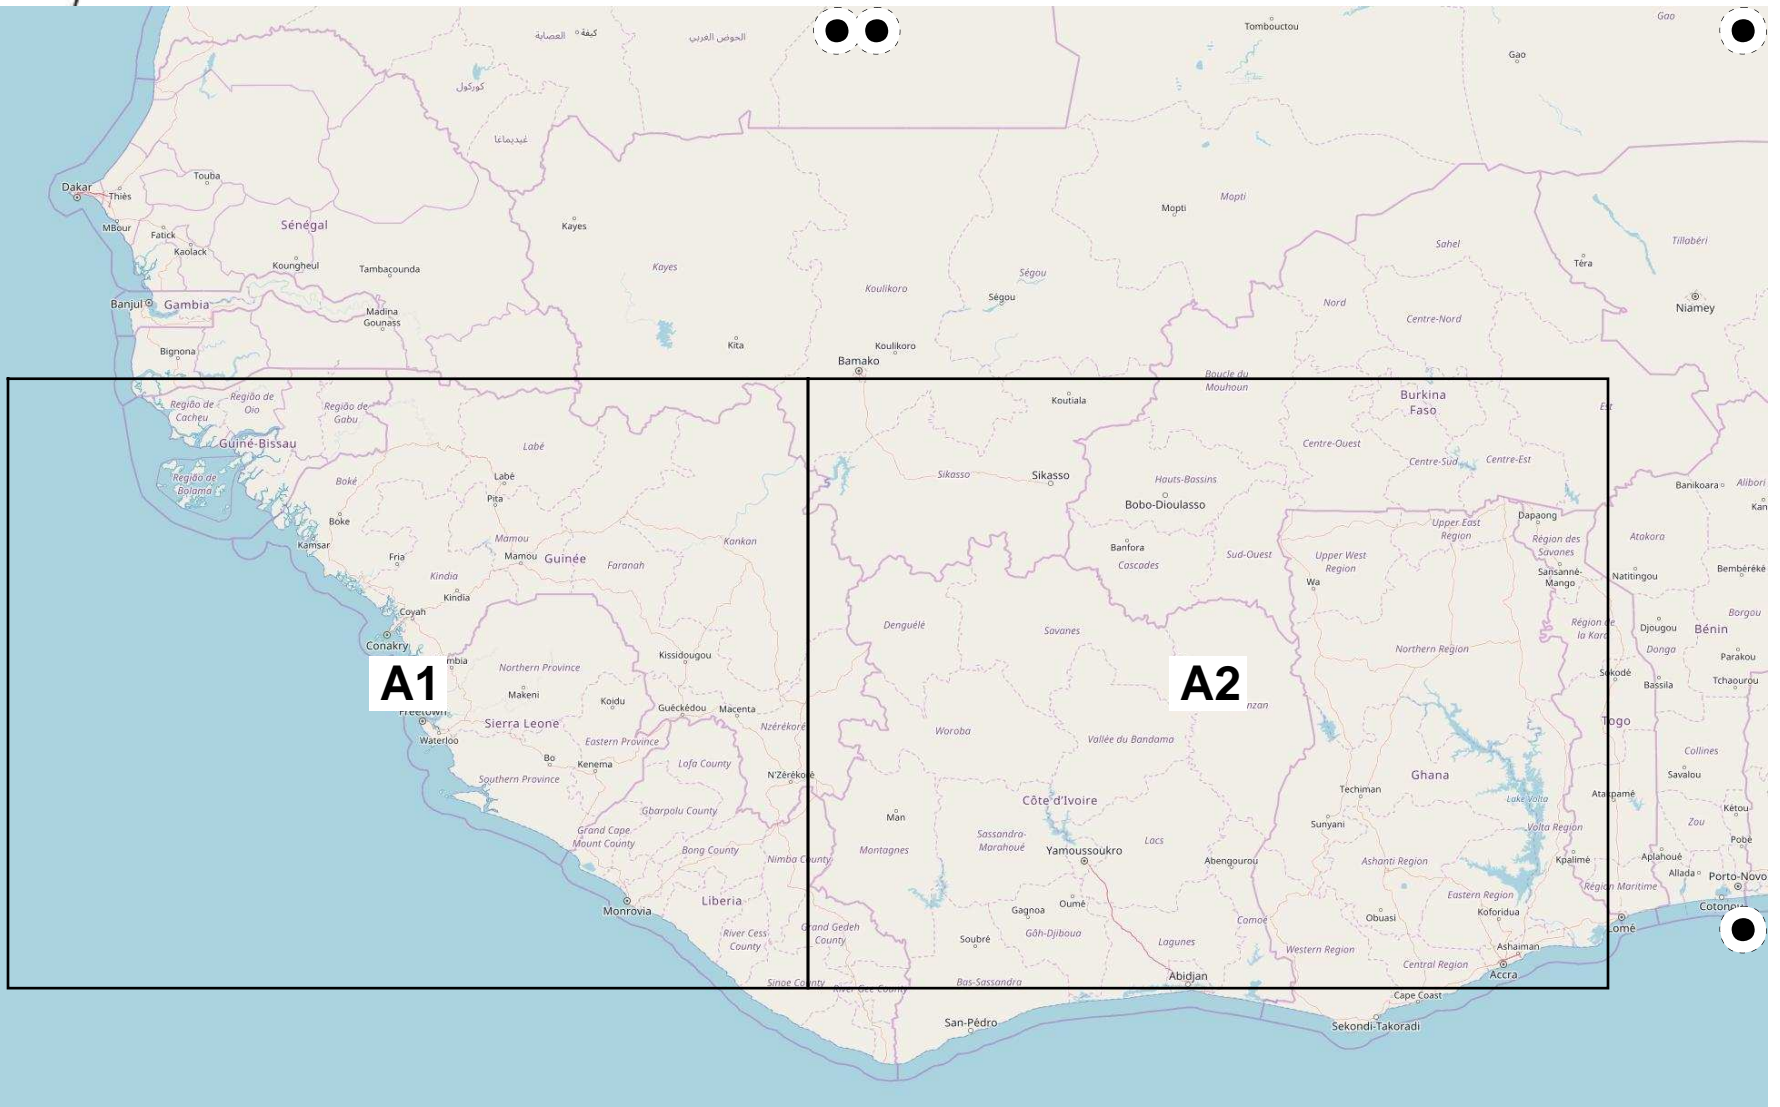 Tombouctou
Gao
Gao
كيفة
العصابة
الحوض الغربي
كوركول
غيديماغا
Dakar
Thiès
Touba
MBour
Fatick
Kaolack
Sénégal
Koungheul
Tambacounda
Kayes
Kayes
Mopti
Mopti
Sahel
Tillabéri
Téra
Niamey
Banjul
Gambia
Madina
Gounass
Koulikoro
Ségou
Ségou
Nord
Centre-Nord
Bignona
Kita
Koulikoro
Bamako
Boucle du
Mouhoun
Koutiala
Burkina
Faso
Est
Região de
Cacheu
Região de
Oio
Região de
Gabu
Guiné-Bissau
Labé
Região de
Bolama
Boké
Labé
Pita
Sikasso
Sikasso
Hauts-Bassins
Bobo-Dioulasso
Centre-Ouest
Centre-Sud
Centre-Est
Banikoara
Alibori
Kan
Boke
Kamsar
Mamou
Mamou
Guinée
Kankan
Fria
Faranah
Kindia
Kindia
Coyah
Conakry
Banfora
Cascades
Sud-Ouest
Upper West
Region
Wa
Upper East
Region
Dapaong
Région des
Savanes
Sansanné-
Mango
Atakora
Natitingou
Bembéréké
Denguélé
Savanes
Northern Region
Région de
la Kara
Djougou
Borgou
Bénin
Donga
Parakou
mbia
A1
Northern Province
Kissidougou
Makeni
Koidu
Guéckédou
Macenta
A2
nzan
Sokodé
Bassila
Tchaourou
Freetown
Waterloo
Sierra Leone
Nzérékoré
Eastern Province
Bo
Kenema
Southern Province
Lofa County
N'Zérékoré
Woroba
Vallée du Bandama
Togo
Collines
Ghana
Savalou
Techiman
Lake Volta
Atakpamé
Côte d'Ivoire
Man
Gbarpolu County
Grand Cape
Mount County
Bong County
Nimba County
Montagnes
Sassandra-
Marahoué
Lacs
Yamoussoukro
Abengourou
Sunyani
Volta Region
Kétou
Zou
Pobè
Ashanti Region
Kpalimé
Aplahoué
Allada
Porto-Novo
Cotonou
Monrovia
Liberia
Oumé
Gagnoa
Gôh-Djiboua
Comoé
Obuasi
Eastern Region
Koforidua
Région Maritime
Lomé
River Cess
County
Grand Gedeh
County
Soubré
Lagunes
Western Region
Ashaiman
Central Region
Accra
Sinoe County
River Gee County
Bas-Sassandra
Abidjan
Cape Coast
San-Pédro
Sekondi-Takoradi